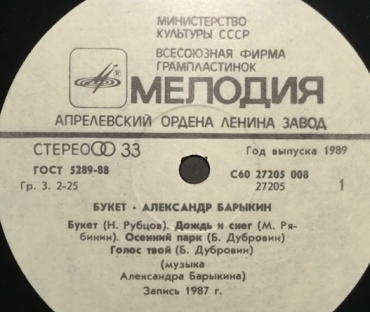 МИНИСТЕРСТВО
КУЛЬТУРЫ СССР
ВСЕСОЮЗНАЯ ФИРМА
ГРАМПЛАСТИНОК
МЕЛОДИЯ
АПРЕЛЕВСКИЙ ОРДЕНА ЛЕНИНА ЗАВОД
СТЕРЕО 33
Год выпуска 1989
ГОСТ 5289-88
С60 27205 008
Гр. 3. 2-25
27205
1
БУКЕТ • АЛЕКСАНДР БАРЫКИН
Букет (Н. Рубцов). Дождь и снег (М. Ря-
бинин). Осенний парк (Б. Дубровин)
Голос твой (Б. Дубровин)
(музыка
Александра Барыкина)
Запись 1987 г.